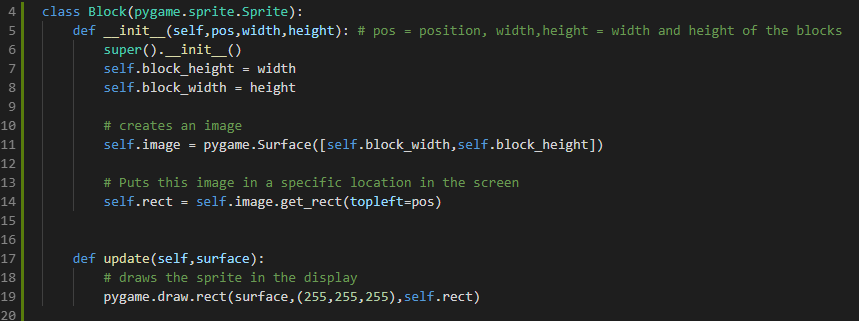 4 class Block(pygame.sprite.Sprite):
5     def __init__(self,pos,width,height): # pos = position, width,height = width and height of the blocks
6         super().__init__()
7         self.block_height = width
8         self.block_width = height
9
10         # creates an image
11         self.image = pygame.Surface([self.block_width,self.block_height])
12
13         # Puts this image in a specific location in the screen
14         self.rect = self.image.get_rect(topleft=pos)
15
16
17     def update(self,surface):
18         # draws the sprite in the display
19         pygame.draw.rect(surface,(255,255,255),self.rect)
20